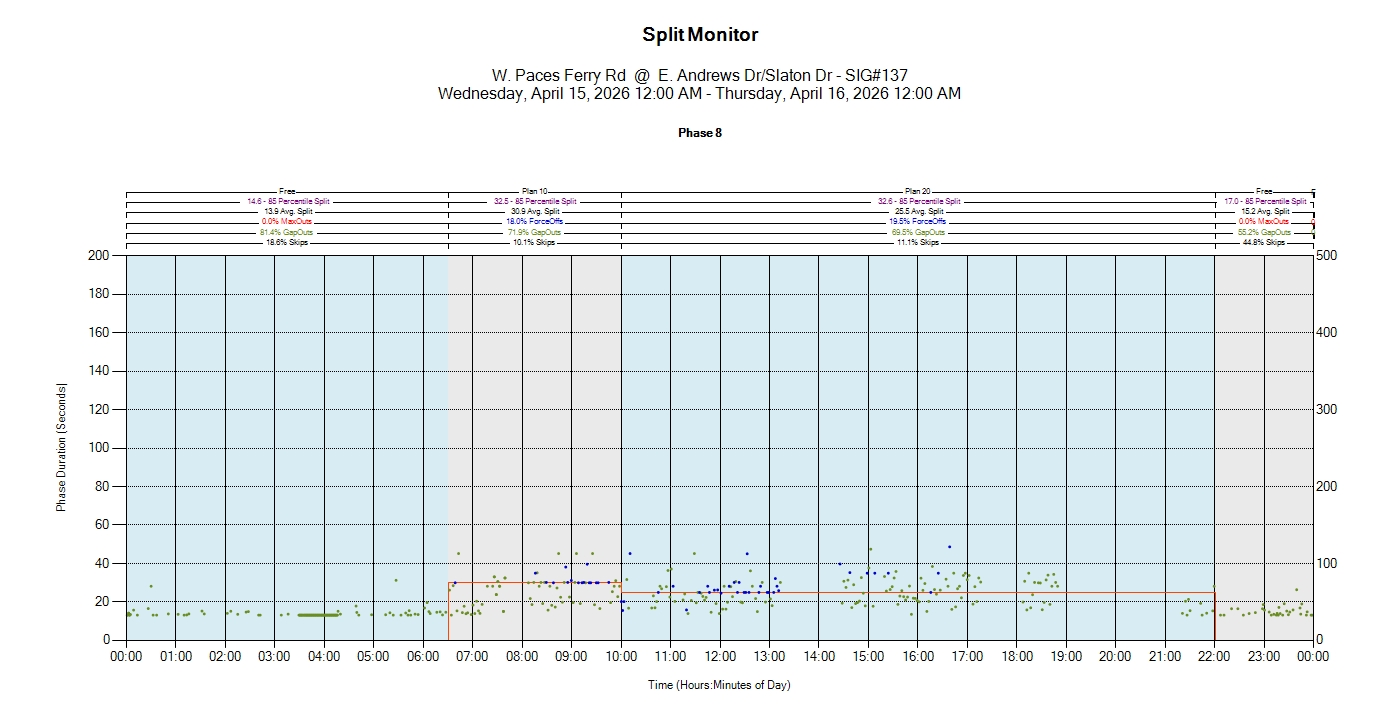 Split Monitor
W. Paces Ferry Rd @ E. Andrews Dr/Slaton Dr - SIG#137
Wednesday, April 15, 2026 12:00 AM - Thursday, April 16, 2026 12:00 AM
Phase 8
Free Plan 10 Plan 20 Free
14.6 - 85 Percentile Split 32.5 - 85 Percentile Split 32.6 - 85 Percentile Split 17.0 - 85 Percentile Split
13.9 Avg. Split 30.9 Avg. Split 25.5 Avg. Split 15.2 Avg. Split
0.0% MaxOuts 18.0% ForceOffs 19.5% ForceOffs 0.0% MaxOuts
81.4% GapOuts 71.9% GapOuts 69.5% GapOuts 55.2% GapOuts
18.6% Skips 10.1% Skips 11.1% Skips 44.8% Skips
200 500
180
160 400
140
120 300
100
80 200
60
40 100
20
0 0
Phase Duration (Seconds)
00:00 01:00 02:00 03:00 04:00 05:00 06:00 07:00 08:00 09:00 10:00 11:00 12:00 13:00 14:00 15:00 16:00 17:00 18:00 19:00 20:00 21:00 22:00 23:00 00:00
Time (Hours:Minutes of Day)